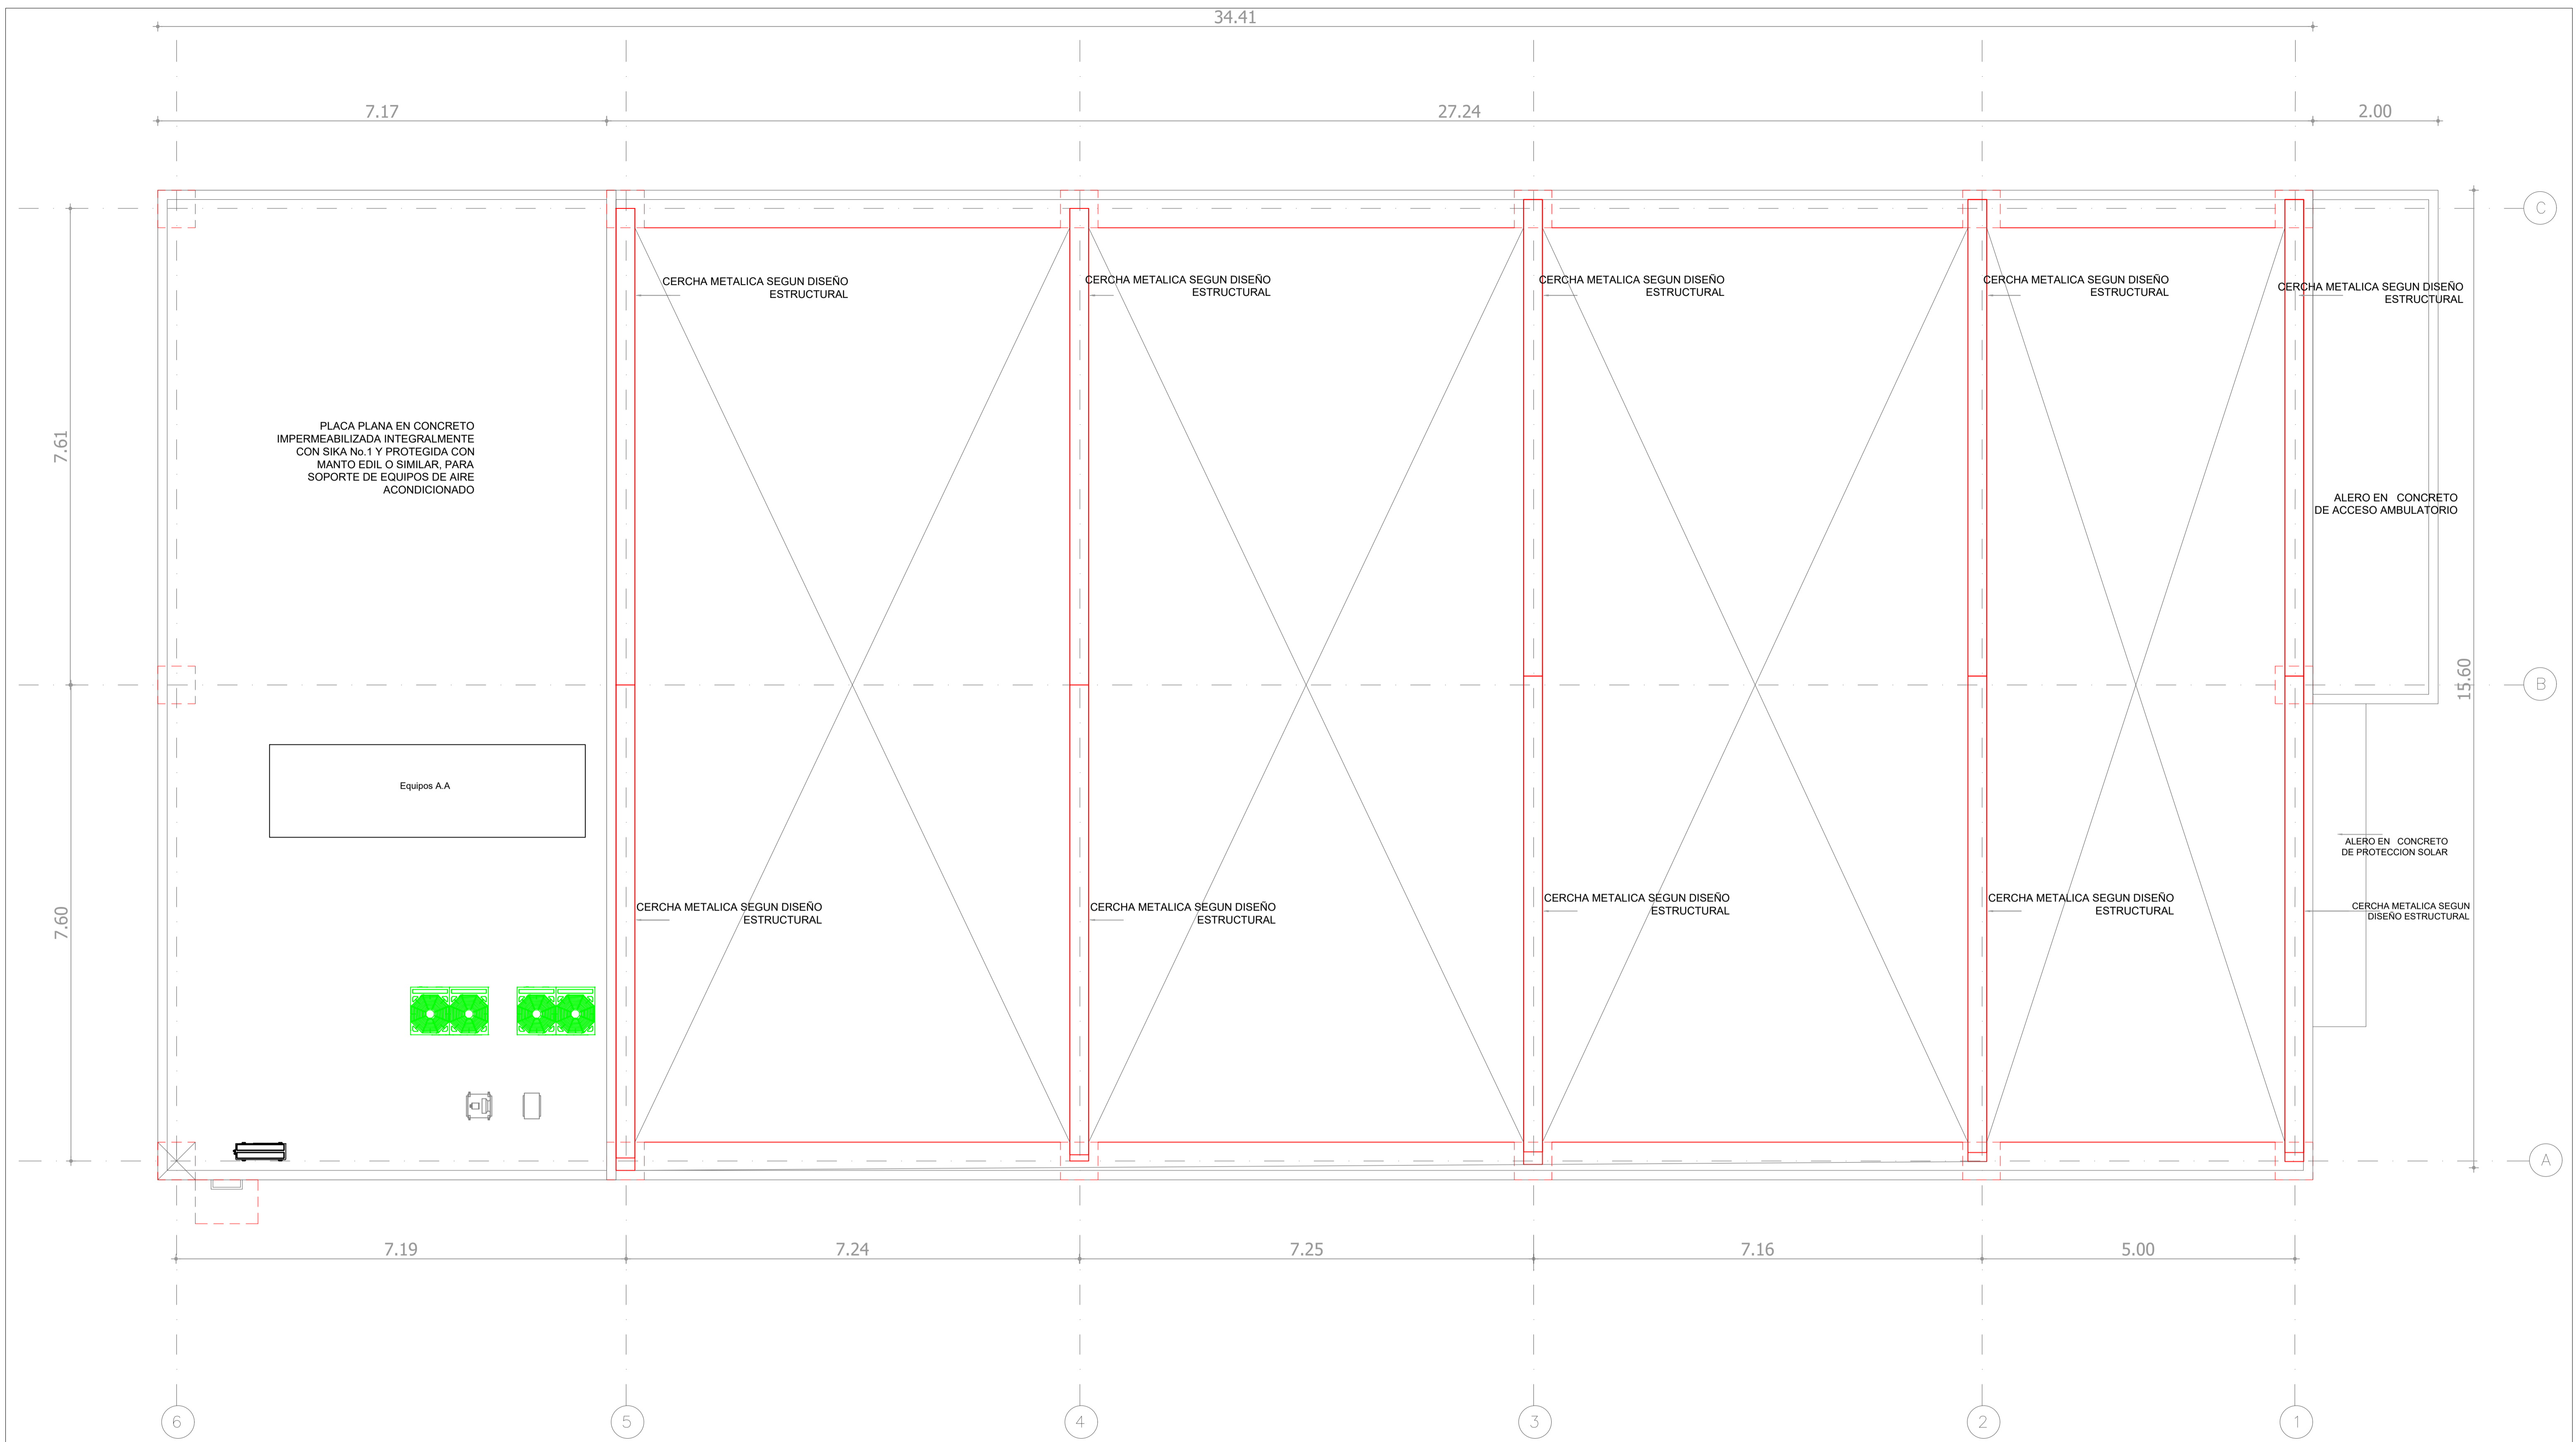 34.41
7.17
27.24
2.00
C
CERCHA METALICA SEGUN DISEÑO
ESTRUCTURAL
CERCHA METALICA SEGUN DISEÑO
ESTRUCTURAL
CERCHA METALICA SEGUN DISEÑO
ESTRUCTURAL
CERCHA METALICA SEGUN DISEÑO
ESTRUCTURAL
CERCHA METALICA SEGUN DISEÑO
ESTRUCTURAL
7.61
PLACA PLANA EN CONCRETO
IMPERMEABILIZADA INTEGRALMENTE
CON SIKA No.1 Y PROTEGIDA CON
MANTO EDIL O SIMILAR, PARA
SOPORTE DE EQUIPOS DE AIRE
ACONDICIONADO
ALERO EN CONCRETO
DE ACCESO AMBULATORIO
15.60
B
Equipos A.A
ALERO EN CONCRETO
DE PROTECCION SOLAR
7.60
CERCHA METALICA SEGUN DISEÑO
ESTRUCTURAL
CERCHA METALICA SEGUN DISEÑO
ESTRUCTURAL
CERCHA METALICA SEGUN DISEÑO
ESTRUCTURAL
CERCHA METALICA SEGUN DISEÑO
ESTRUCTURAL
CERCHA METALICA SEGUN
DISEÑO ESTRUCTURAL
A
7.19
7.24
7.25
7.16
5.00
6
5
4
3
2
1